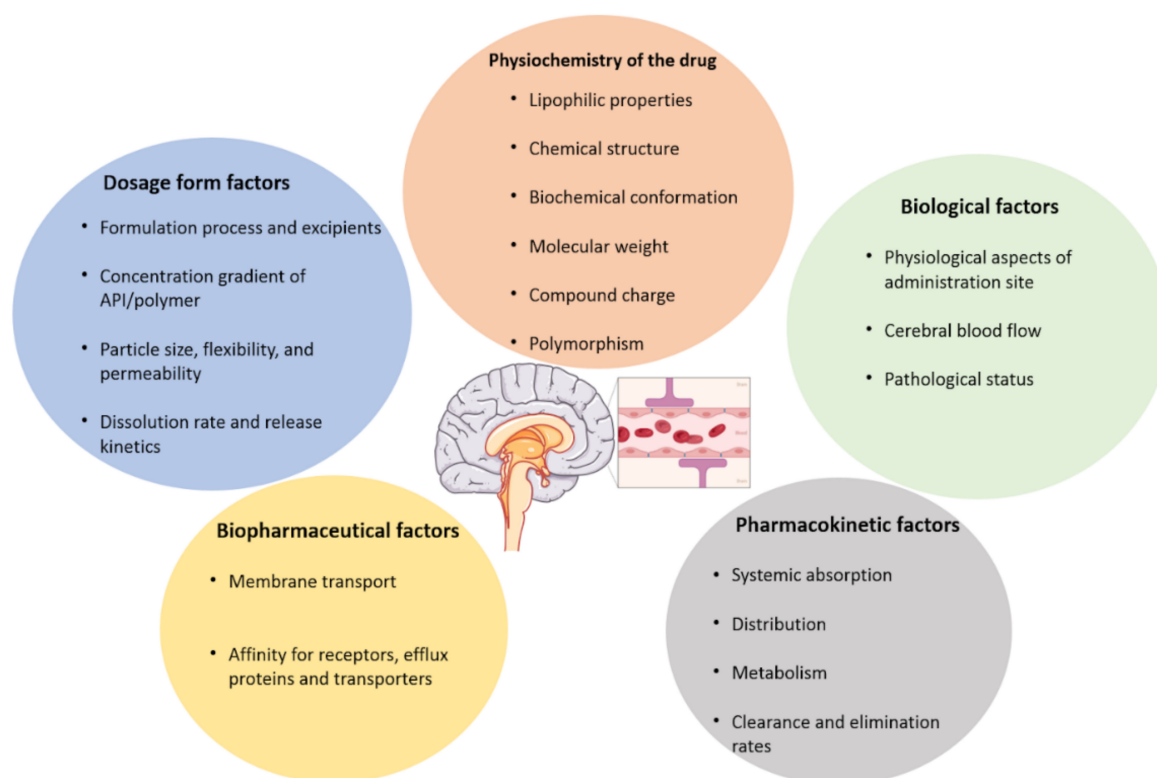 Physiochemistry of the drug
• Lipophilic properties
• Chemical structure
• Biochemical conformation
• Molecular weight
• Compound charge
• Polymorphism
Dosage form factors
• Formulation process and excipients
• Concentration gradient of
API/polymer
• Particle size, flexibility, and
permeability
• Dissolution rate and release
kinetics
Biological factors
• Physiological aspects of
administration site
• Cerebral blood flow
• Pathological status
Biopharmaceutical factors
• Membrane transport
• Affinity for receptors, efflux
proteins and transporters
Pharmacokinetic factors
• Systemic absorption
• Distribution
• Metabolism
• Clearance and elimination
rates
Brain
Blood
Brain